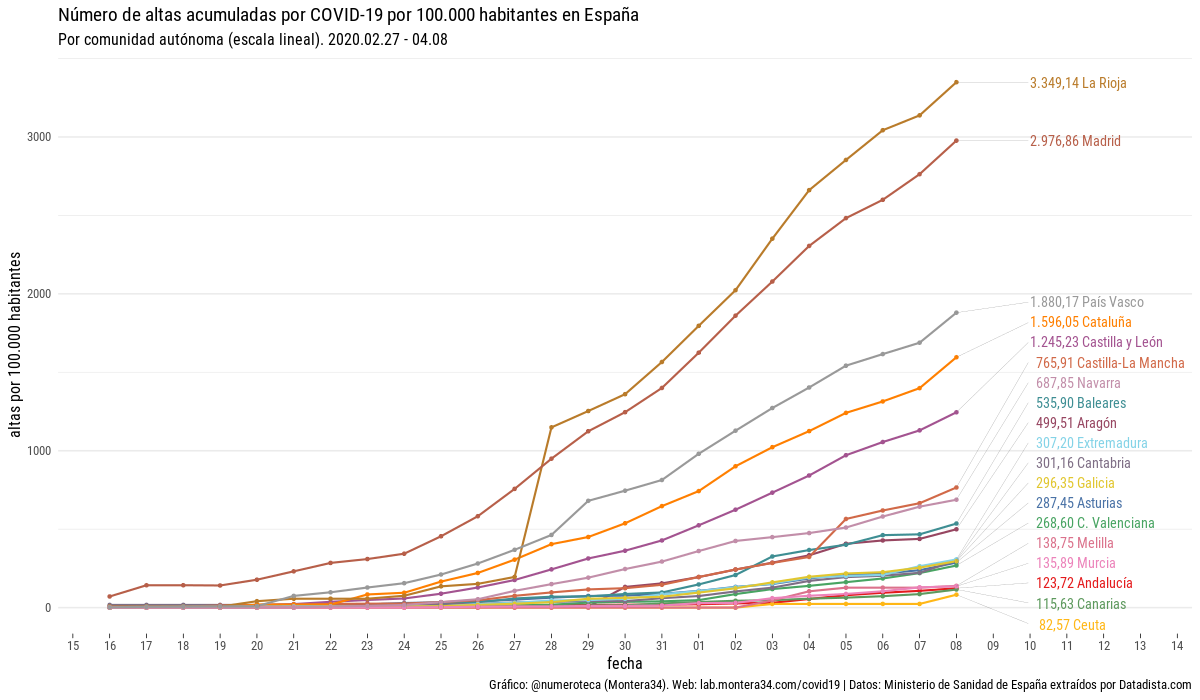 Número de altas acumuladas por COVID-19 por 100.000 habitantes en España
Por comunidad autónoma (escala lineal). 2020.02.27 - 04.08
altas por 100.000 habitantes
3000
2000
1000
0
3.349,14 La Rioja
2.976,86 Madrid
1.880,17 País Vasco
1.596,05 Cataluña
1.245,23 Castilla y León
765,91 Castilla-La Mancha
687,85 Navarra
535,90 Baleares
499,51 Aragón
307,20 Extremadura
301,16 Cantabria
296,35 Galicia
287,45 Asturias
268,60 C. Valenciana
138,75 Melilla
135,89 Murcia
123,72 Andalucía
115,63 Canarias
82,57 Ceuta
15 16 17 18 19 20 21 22 23 24 25 26 27 28 29 30 31 01 02 03 04 05 06 07 08 09 10 11 12 13 14
fecha
Gráfico: @numeroteca (Montera34). Web: lab.montera34.com/covid19 | Datos: Ministerio de Sanidad de España extraídos por Datadista.com